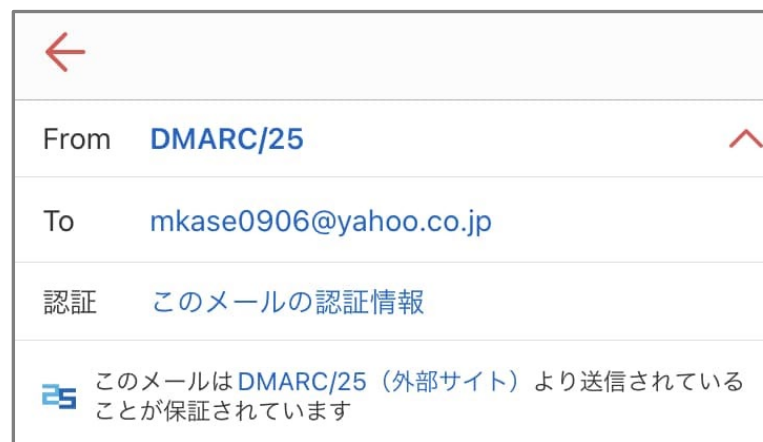 From DMARC/25
To mkase0906@yahoo.co.jp
認証 このメールの認証情報
25 このメールはDMARC/25（外部サイト）より送信されている
ことが保証されています